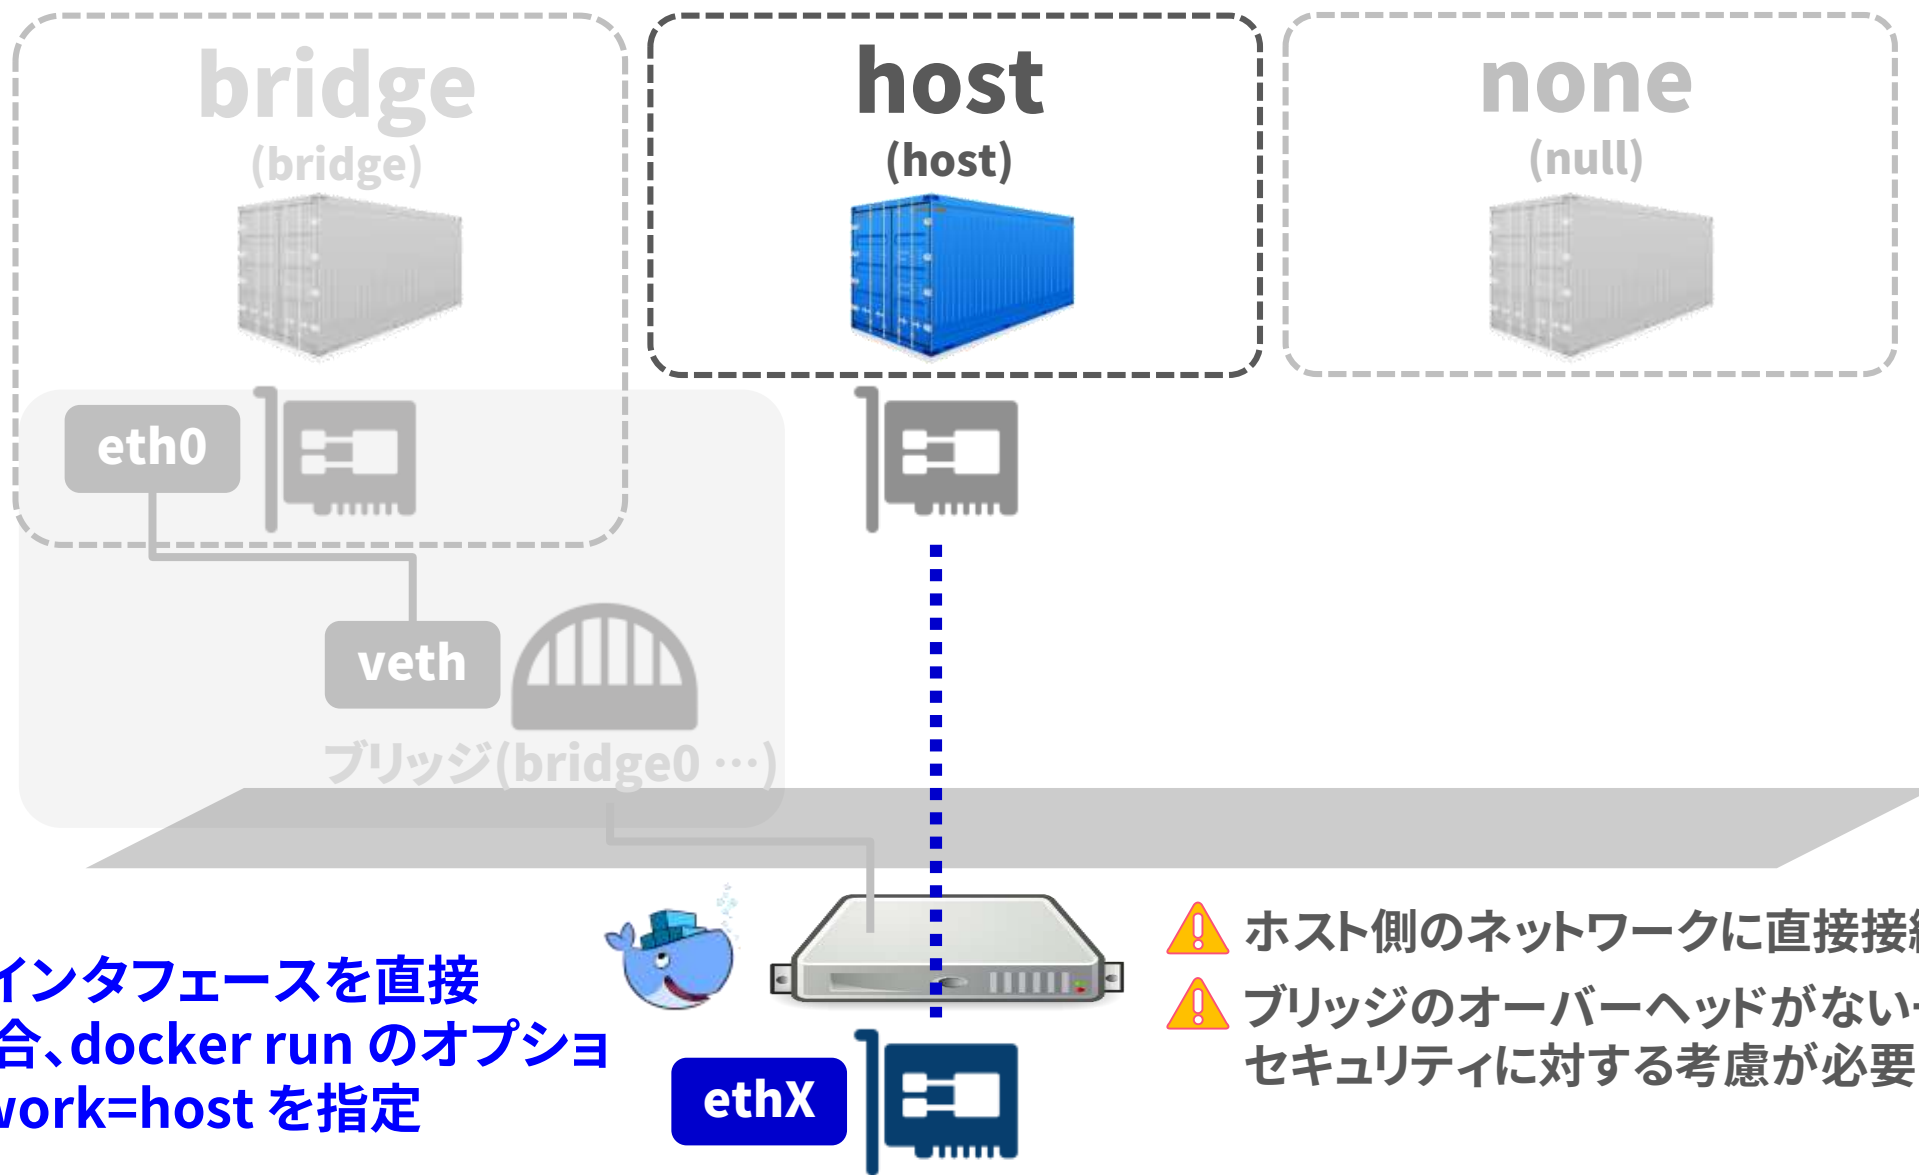 bridge
(bridge)
host
(host)
none
(null)
eth0
veth
ブリッジ(bridge0 …)
インタフェースを直接
合、docker run のオプショ
work=host を指定
ethX
ホスト側のネットワークに直接接
ブリッジのオーバーヘッドがない
セキュリティに対する考慮が必要